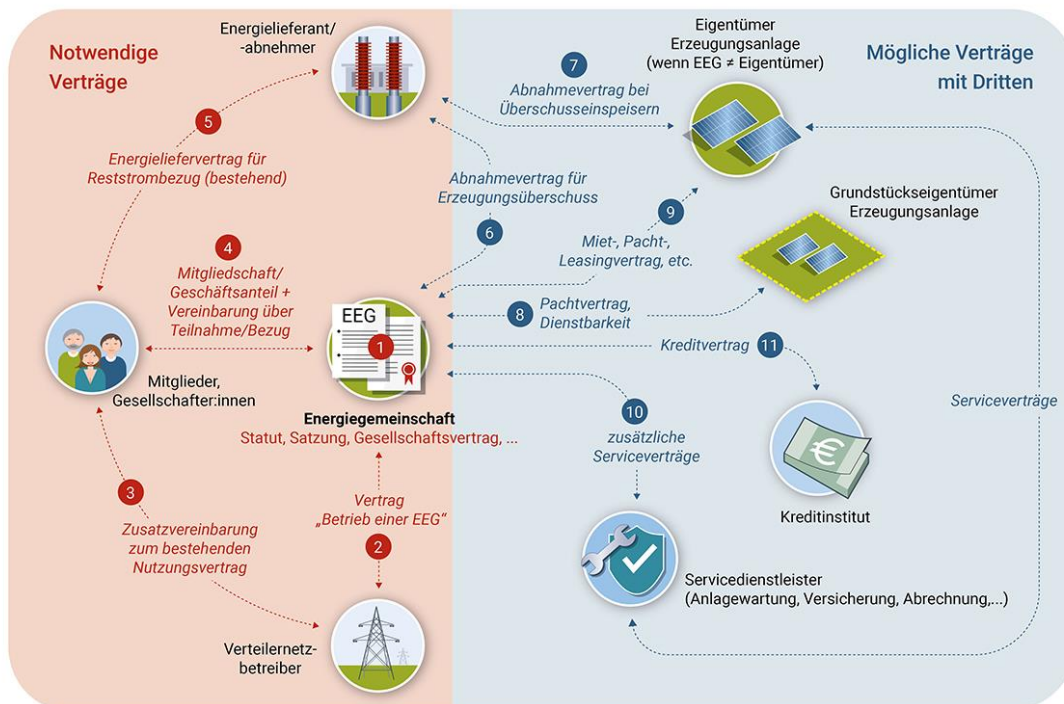 Notwendige
Verträge
Energielieferant/
-abnehmer
Eigentümer
Erzeugungsanlage
(wenn EEG ≠ Eigentümer)
Mögliche Verträge
mit Dritten
7
Abnahmevertrag bei
Überschusseinspeisern
5
Energieliefervertrag für
Reststrombezug (bestehend)
Abnahmevertrag für
Erzeugungsüberschuss
6
9
Miet-, Pacht-,
Leasingvertrag, etc.
Grundstückseigentümer
Erzeugungsanlage
4
Mitgliedschaft/
Geschäftsanteil +
Vereinbarung über
Teilnahme/Bezug
EEG
1
8
Pachtvertrag,
Dienstbarkeit
Kreditvertrag
11
Mitglieder,
Gesellschafter:innen
Energiegemeinschaft
Statut, Satzung, Gesellschaftsvertrag, ...
10
zusätzliche
Serviceverträge
Serviceverträge
€
Kreditinstitut
3
Zusatzvereinbarung
zum bestehenden
Nutzungsvertrag
Vertrag
„Betrieb einer EEG“
2
Servicedienstleister
(Anlagewartung, Versicherung, Abrechnung,...)
Verteilernetz-
betreiber